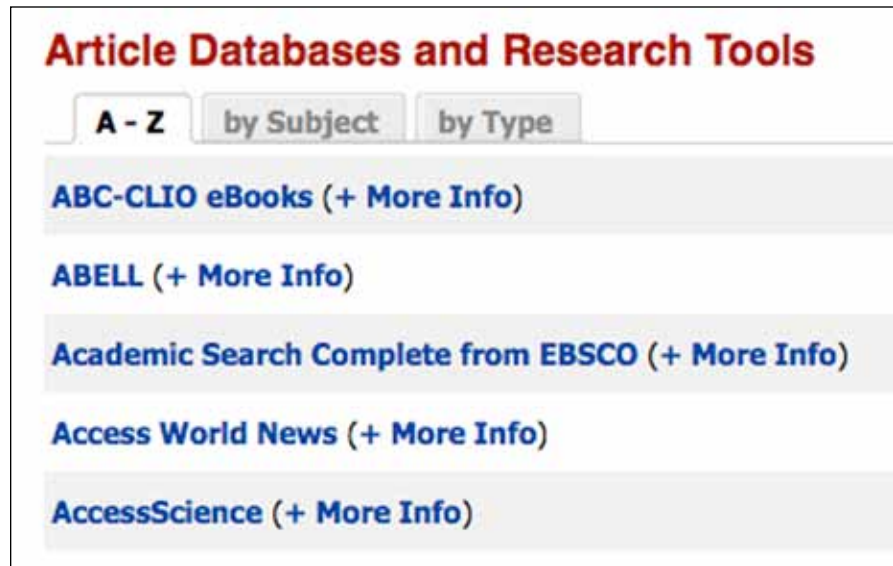 Article Databases and Research Tools
A - Z by Subject by Type
ABC-CLIO eBooks (+ More Info)
ABELL (+ More Info)
Academic Search Complete from EBSCO (+ More Info)
Access World News (+ More Info)
AccessScience (+ More Info)